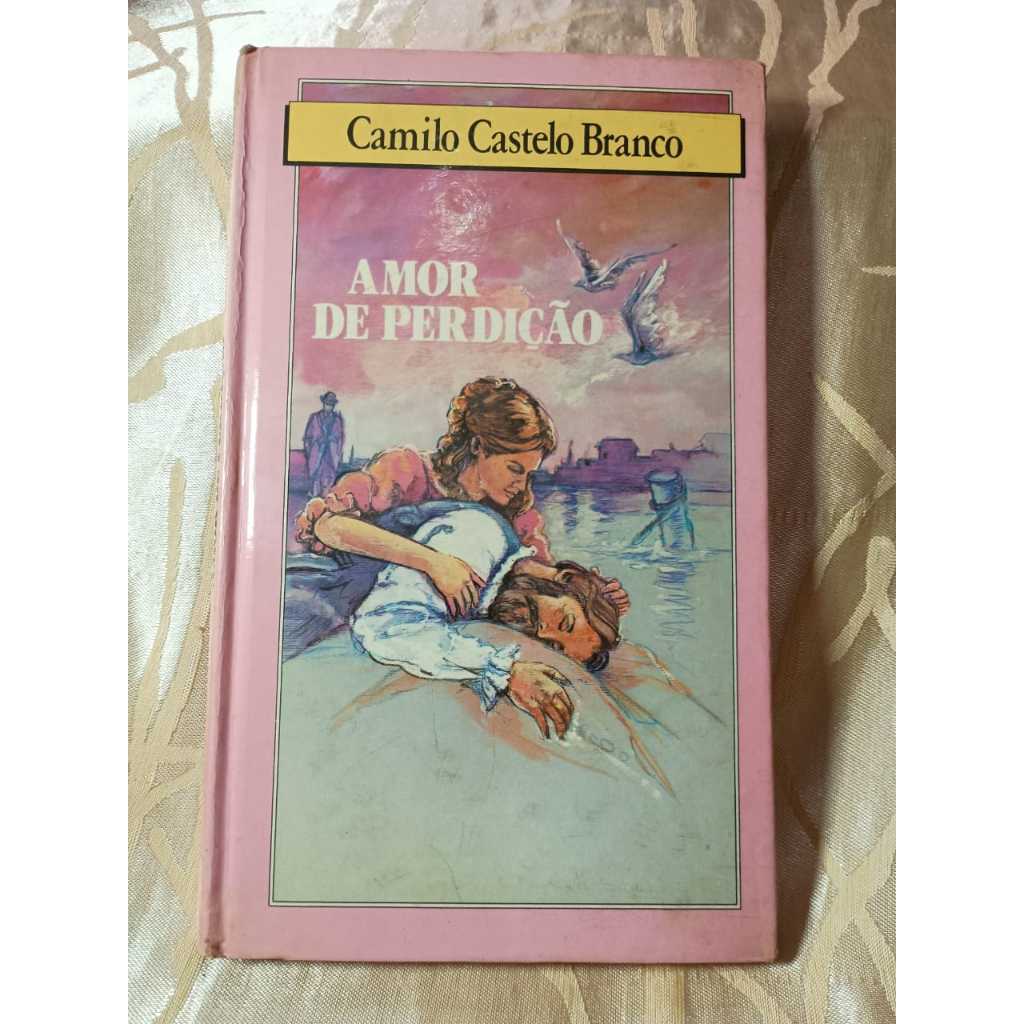 Camilo Castelo Branco
AMOR
DE PERDIÇÃO